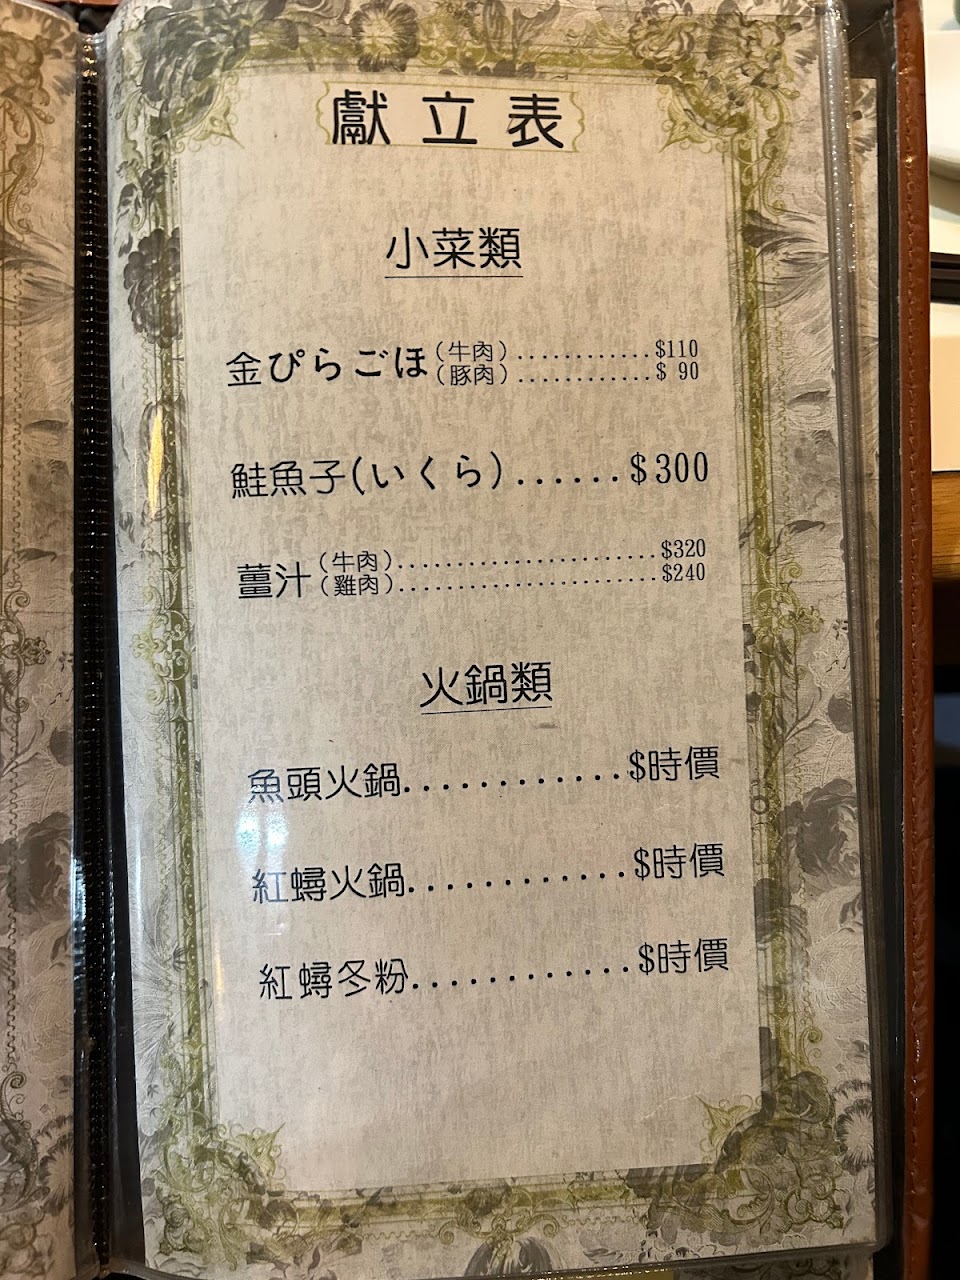 獻立表
小菜類
金ぴらごほ(牛肉)............$110
(豚肉)............$ 90
鮭魚子(いくら)......$300
薑汁(牛肉)......................$320
(雞肉)......................$240
火鍋類
魚頭火鍋............$時價
紅蟳火鍋............$時價
紅蟳冬粉............$時價